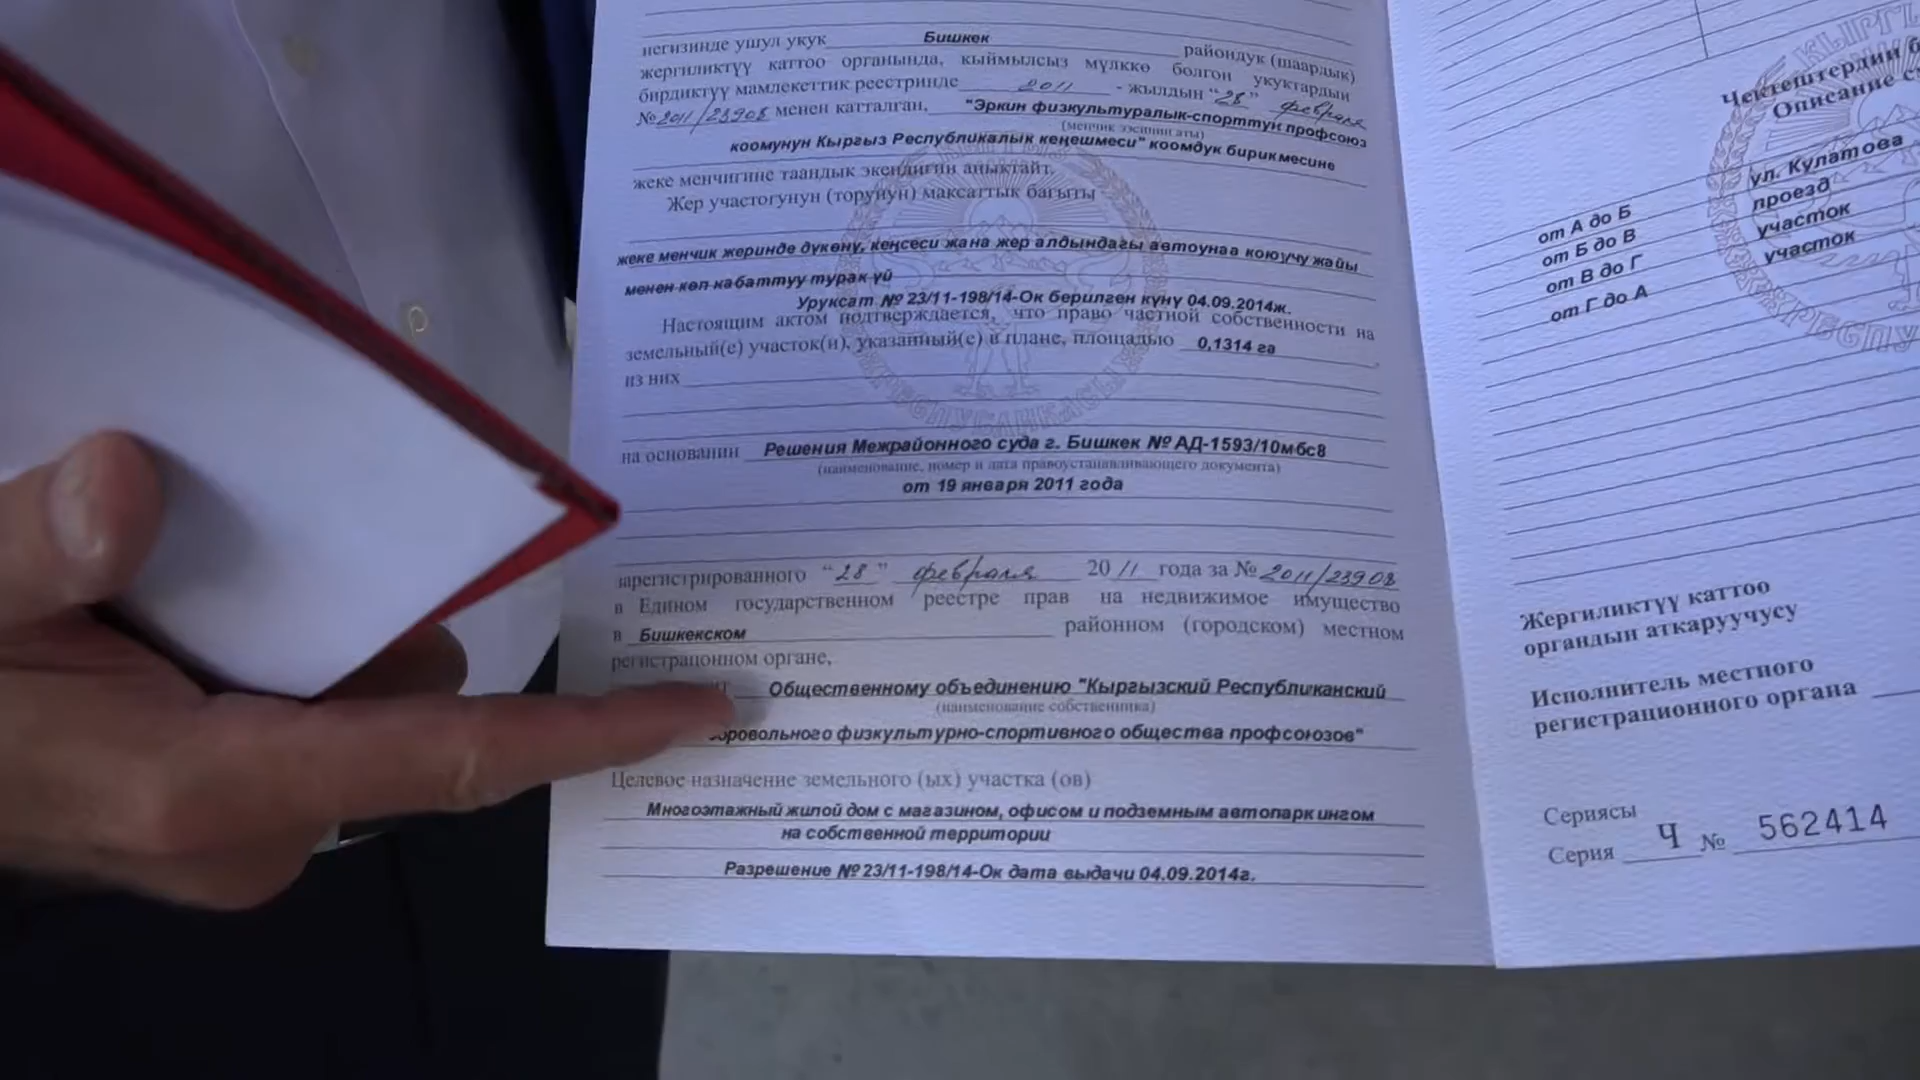 негизинде ушул укук Бишкек райондук (шаардык)
жергиликтүү каттоо органында, кыймылсыз мүлккө болгон укуктардын
бирдиктүү мамлекеттик реестринде 2011 - жылдын "28" февраля
№ 2011/23908 менен катталган, "Эркин физкультуралык-спорттун профсоюз
(менчик ээсинин аты)
коомунун Кыргыз Республикалык кеңешмеси" коомдук бирикмесине
жеке менчигине таандык экендигин аныктайт.
Жер участогунун (торунун) максаттык багыты
жеке менчик жеринде дүкөнү, кеңсеси жана жер алдындагы автоунаа коюучу жайы
менен көп кабаттуу турак үй
Уруксат № 23/11-198/14-Ок берилген күнү 04.09.2014ж.
Настоящим актом подтверждается, что право частной собственности на
земельный(е) участок(и), указанный(е) в плане, площадью 0,1314 га
из них
на основании Решения Межрайонного суда г. Бишкек № АД-1593/10мбс8
(наименование, номер и дата правоустанавливающего документа)
от 19 января 2011 года
зарегистрированного "28" февраля 2011 года за № 2011/23908
в Едином государственном реестре прав на недвижимое имущество
в Бишкекском районном (городском) местном
регистрационном органе,
Общественному объединению "Кыргызский Республиканский
(наименование собственника)
физкультурно-спортивного общества профсоюзов"
Целевое назначение земельного (ых) участка (ов)
Многоэтажный жилой дом с магазином, офисом и подземным автопаркингом
на собственной территории
Разрешение № 23/11-198/14-Ок дата выдачи 04.09.2014г.
Чектештердин
Описание
от А до Б ул. Кулатова
от Б до В проезд
от В до Г участок
от Г до А участок
Жергиликтүү каттоо
органдын аткаруучусу
Исполнитель местного
регистрационного органа
Сериясы
Серия Ч № 562414